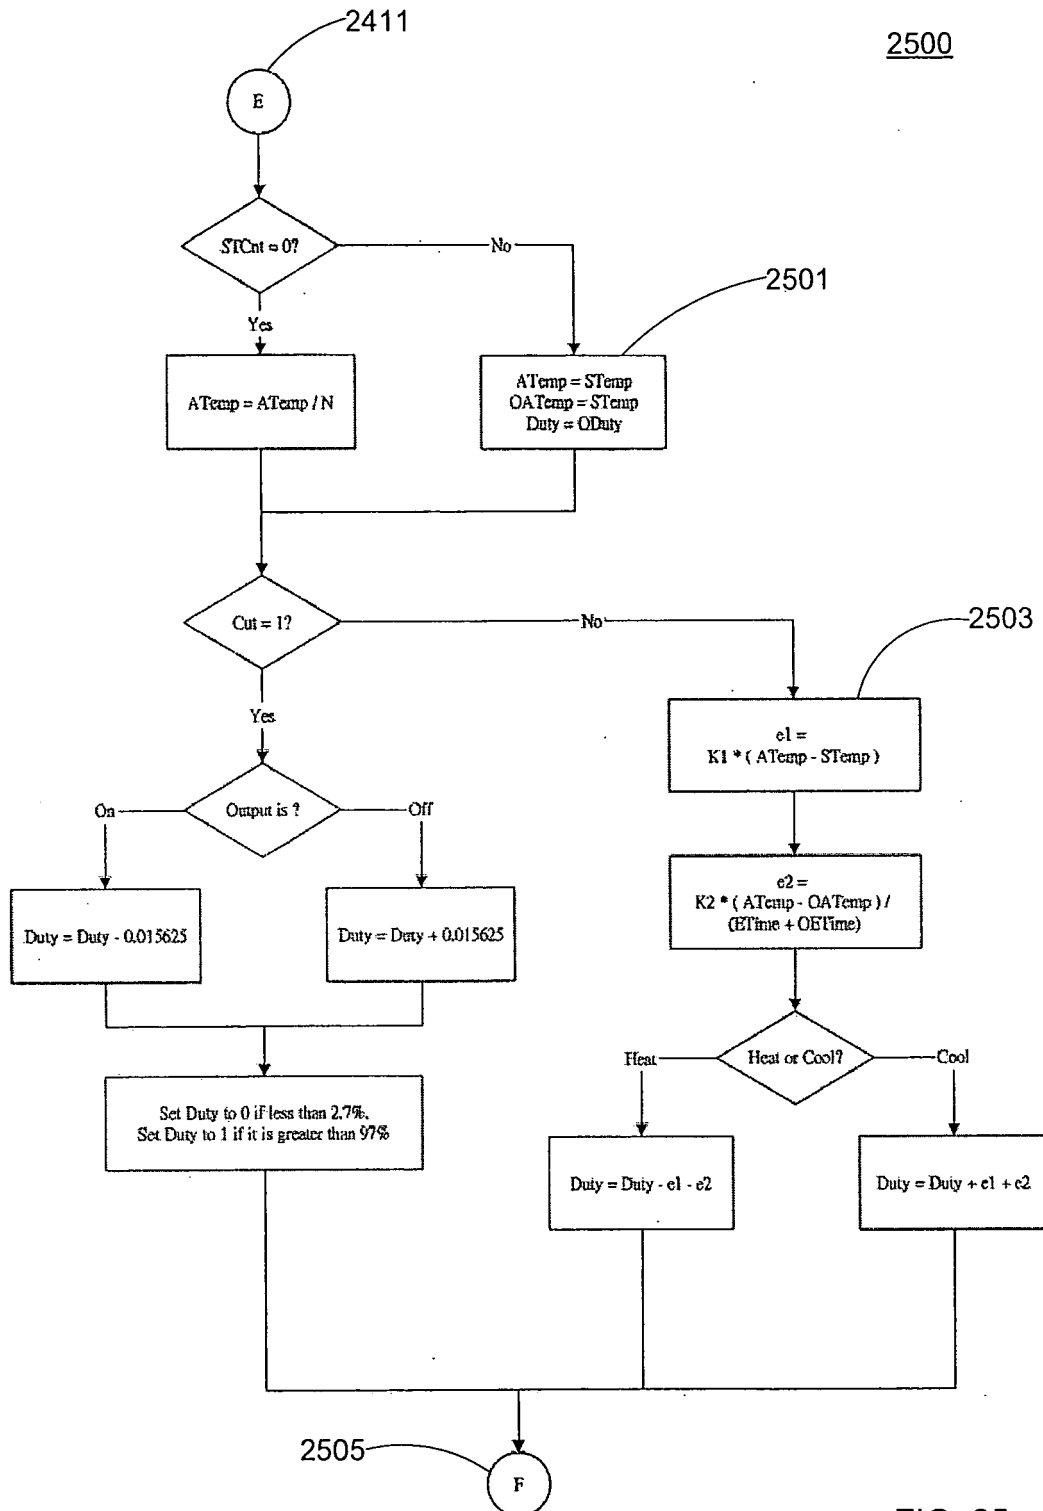 2411
2500
E
STCnt = 0?
No
2501
Yes
ATemp = ATemp / N
ATemp = STemp
OATemp = STemp
Duty = ODuty
Cut = 1?
No
2503
Yes
e1 =
K1 * ( ATemp - STemp )
On
Output is ?
Off
e2 =
K2 * ( ATemp - OATemp ) /
(ETime + OETime)
Duty = Duty - 0.015625
Duty = Duty + 0.015625
Heat
Heat or Cool?
Cool
Set Duty to 0 if less than 2.7%.
Set Duty to 1 if it is greater than 97%
Duty = Duty - e1 - e2
Duty = Duty + e1 + e2
2505
F